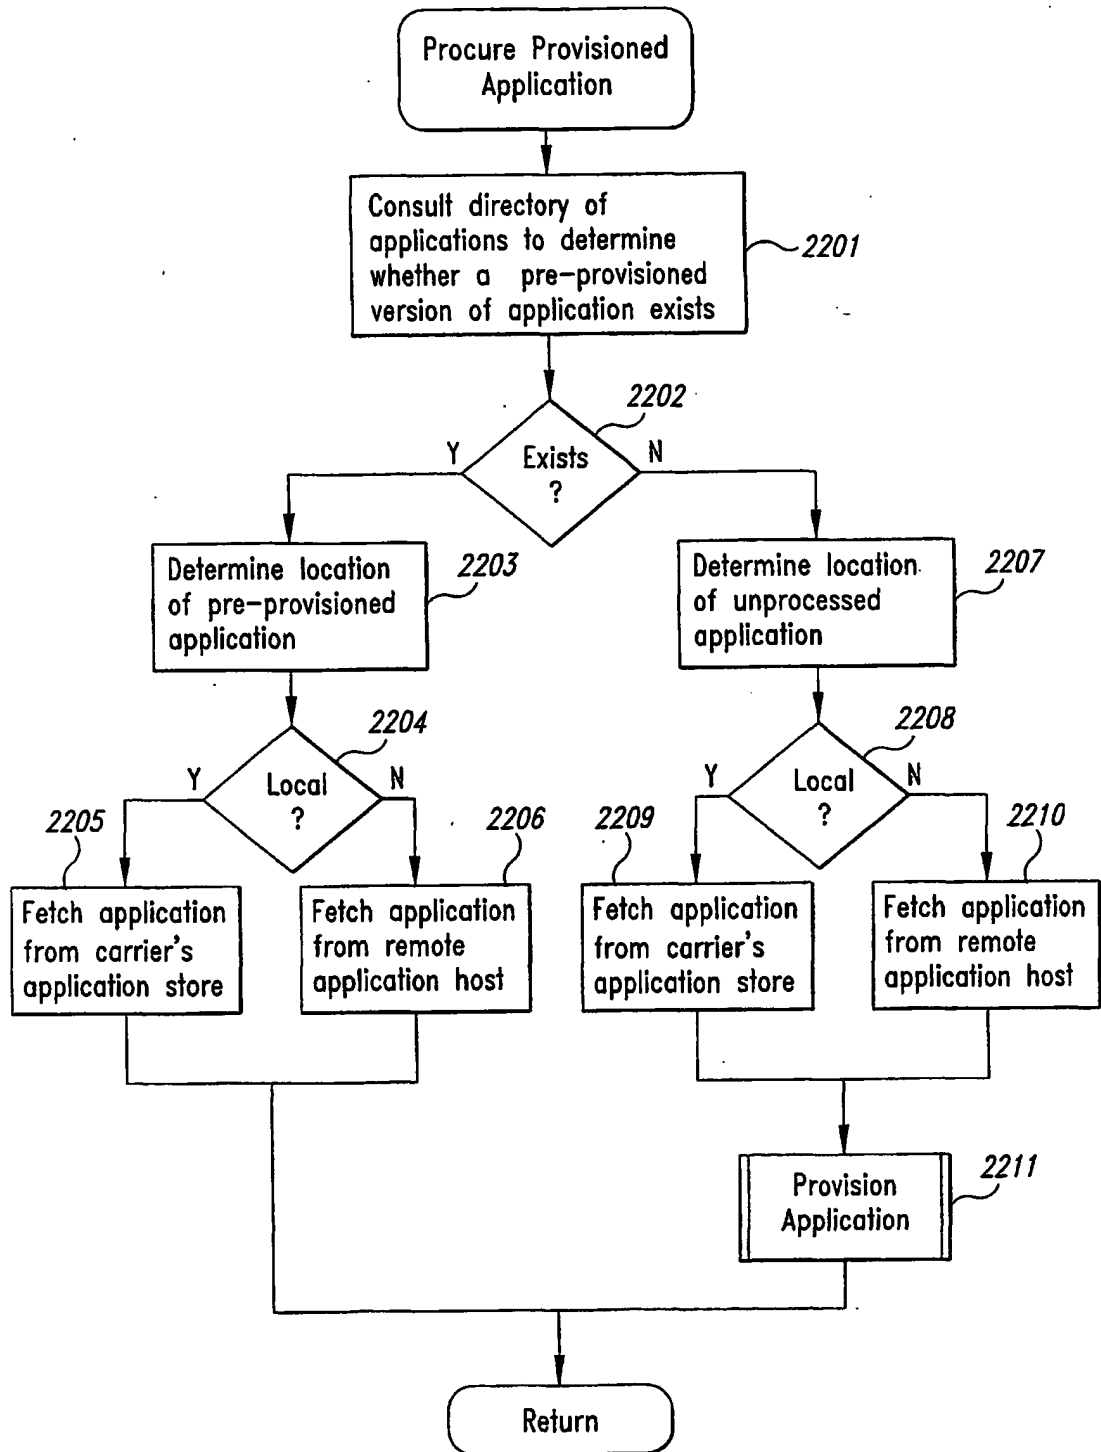 Procure Provisioned
Application
Consult directory of
applications to determine
whether a pre-provisioned
version of application exists
2201
2202
Y
Exists
?
N
Determine location
of pre-provisioned
application
2203
Determine location
of unprocessed
application
2207
2204
Y
Local
?
N
2208
Y
Local
?
N
2205
Fetch application
from carrier's
application store
2206
Fetch application
from remote
application host
2209
Fetch application
from carrier's
application store
2210
Fetch application
from remote
application host
Provision
Application
2211
Return